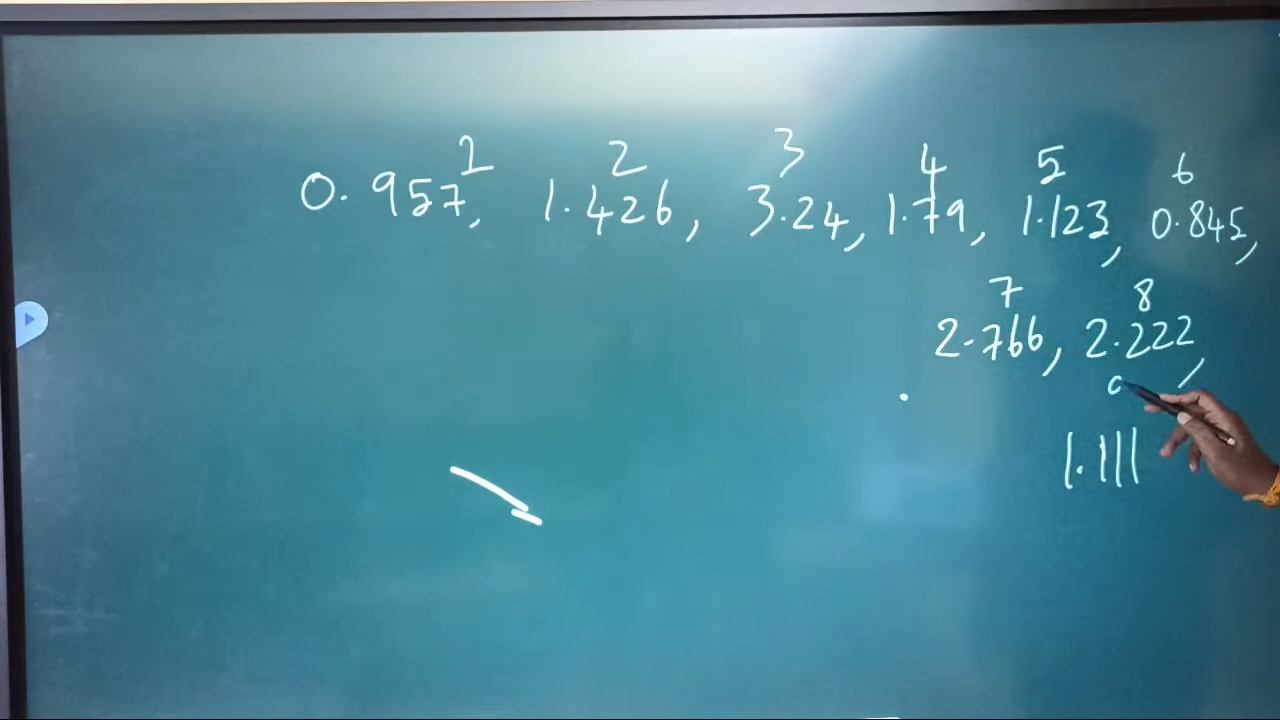 1 2 3 4 5 6
0.957, 1.426, 3.24, 1.79, 1.123, 0.845,
7 8
2.766, 2.222,
1.111